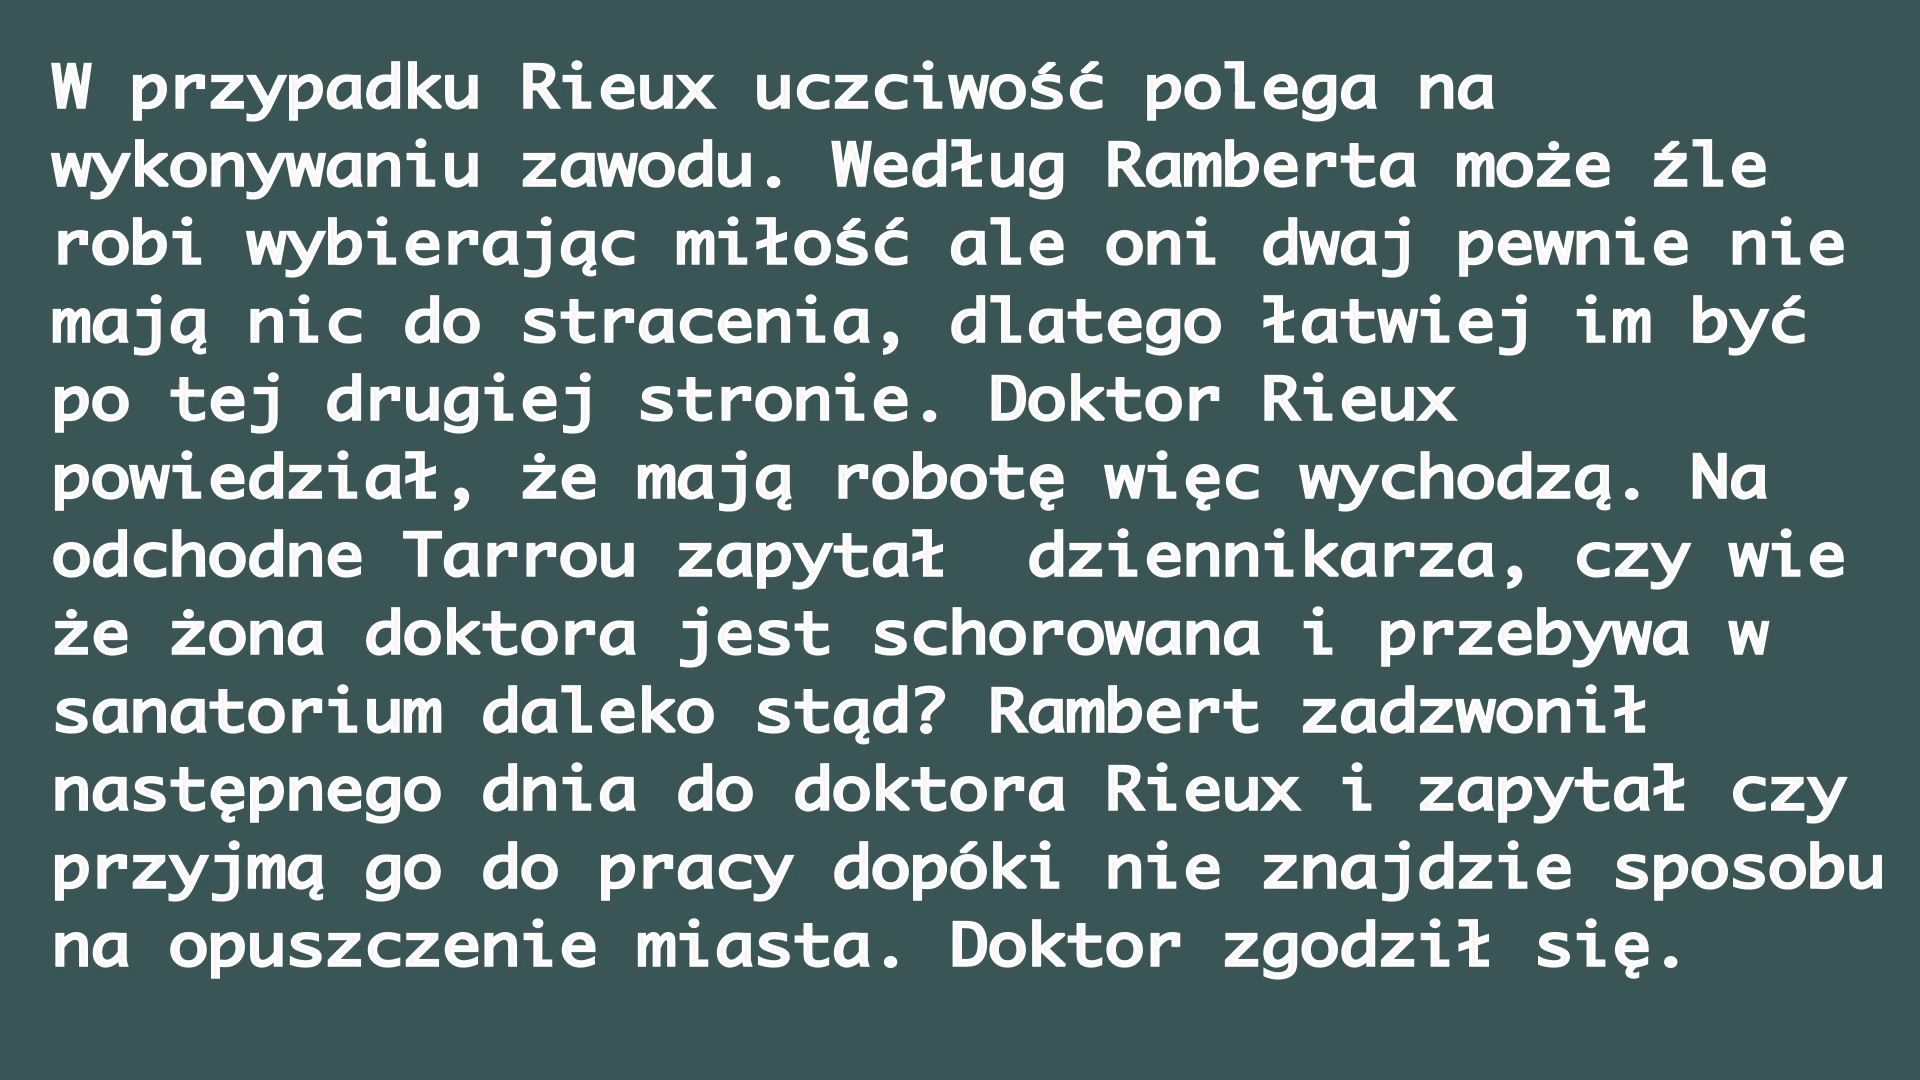 W przypadku Rieux uczciwość polega na
wykonywaniu zawodu. Według Ramberta może źle
robi wybierając miłość ale oni dwaj pewnie nie
mają nic do stracenia, dlatego łatwiej im być
po tej drugiej stronie. Doktor Rieux
powiedział, że mają robotę więc wychodzą. Na
odchodne Tarrou zapytał  dziennikarza, czy wie
że żona doktora jest schorowana i przebywa w
sanatorium daleko stąd? Rambert zadzwonił
następnego dnia do doktora Rieux i zapytał czy
przyjmą go do pracy dopóki nie znajdzie sposobu
na opuszczenie miasta. Doktor zgodził się.